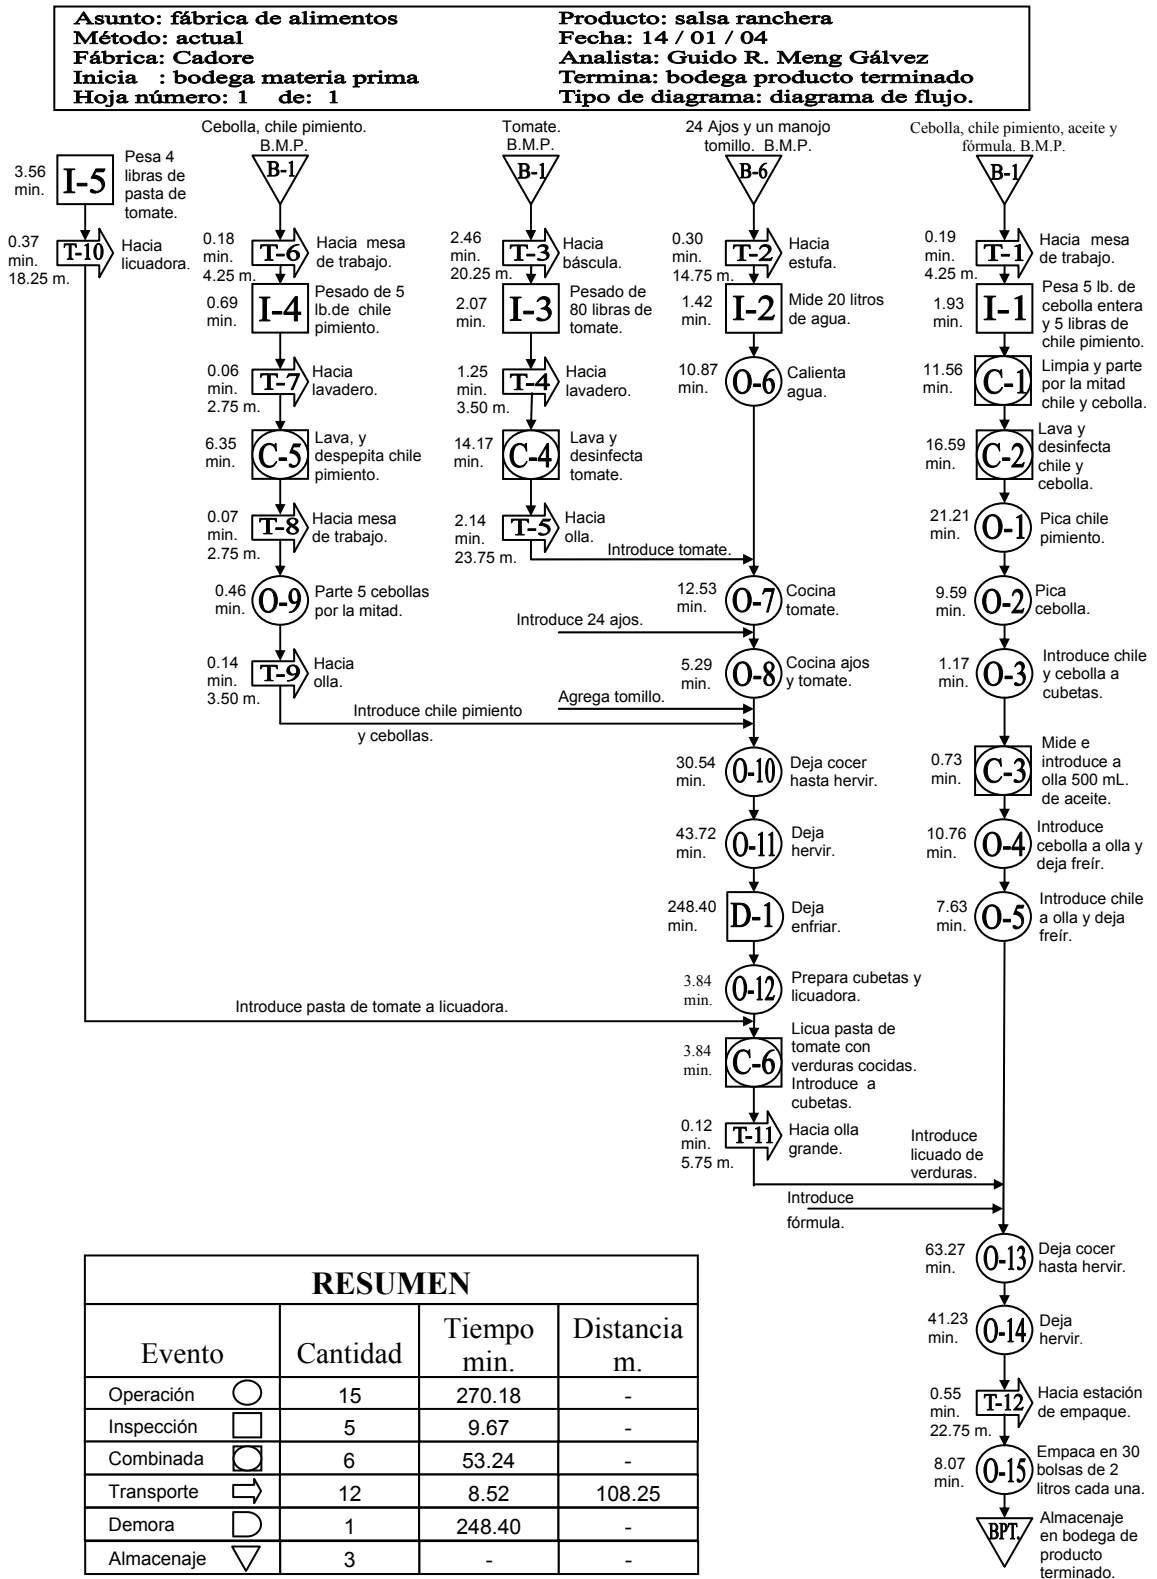 Asunto: fábrica de alimentos
Método: actual
Fábrica: Cadore
Inicia : bodega materia prima
Hoja número: 1 de: 1
Producto: salsa ranchera
Fecha: 14 / 01 / 04
Analista: Guido R. Meng Gálvez
Termina: bodega producto terminado
Tipo de diagrama: diagrama de flujo.
3.56
min.
I-5
Pesa 4
libras de
pasta de
tomate.
0.37
min.
18.25 m.
T-10
Hacia
licuadora.
Introduce pasta de tomate a licuadora.
Cebolla, chile pimiento.
B.M.P.
B-1
0.18
min.
4.25 m.
T-6
Hacia mesa
de trabajo.
0.69
min.
I-4
Pesado de 5
lb.de chile
pimiento.
0.06
min.
2.75 m.
T-7
Hacia
lavadero.
6.35
min.
C-5
Lava, y
despepita chile
pimiento.
0.07
min.
2.75 m.
T-8
Hacia mesa
de trabajo.
0.46
min.
O-9
Parte 5 cebollas
por la mitad.
0.14
min.
3.50 m.
T-9
Hacia
olla.
Introduce chile pimiento
y cebollas.
Tomate.
B.M.P.
B-1
2.46
min.
20.25 m.
T-3
Hacia
báscula.
2.07
min.
I-3
Pesado de
80 libras de
tomate.
1.25
min.
3.50 m.
T-4
Hacia
lavadero.
14.17
min.
C-4
Lava y
desinfecta
tomate.
2.14
min.
23.75 m.
T-5
Hacia
olla.
Introduce tomate.
24 Ajos y un manojo
tomillo. B.M.P.
B-6
0.30
min.
14.75 m.
T-2
Hacia
estufa.
1.42
min.
I-2
Mide 20 litros
de agua.
10.87
min.
O-6
Calienta
agua.
12.53
min.
O-7
Cocina
tomate.
Introduce 24 ajos.
5.29
min.
O-8
Cocina ajos
y tomate.
Agrega tomillo.
30.54
min.
O-10
Deja cocer
hasta hervir.
43.72
min.
O-11
Deja
hervir.
248.40
min.
D-1
Deja
enfriar.
3.84
min.
O-12
Prepara cubetas y
licuadora.
3.84
min.
C-6
Licua pasta de
tomate con
verduras cocidas.
Introduce a
cubetas.
0.12
min.
5.75 m.
T-11
Hacia olla
grande.
Introduce
licuado de
verduras.
Introduce
fórmula.
Cebolla, chile pimiento, aceite y
fórmula. B.M.P.
B-1
0.19
min.
4.25 m.
T-1
Hacia mesa
de trabajo.
1.93
min.
I-1
Pesa 5 lb. de
cebolla entera
y 5 libras de
chile pimiento.
11.56
min.
C-1
Limpia y parte
por la mitad
chile y cebolla.
16.59
min.
C-2
Lava y
desinfecta
chile y
cebolla.
21.21
min.
O-1
Pica chile
pimiento.
9.59
min.
O-2
Pica
cebolla.
1.17
min.
O-3
Introduce chile
y cebolla a
cubetas.
0.73
min.
C-3
Mide e
introduce a
olla 500 mL.
de aceite.
10.76
min.
O-4
Introduce
cebolla a olla y
deja freír.
7.63
min.
O-5
Introduce chile
a olla y deja
freír.
63.27
min.
O-13
Deja cocer
hasta hervir.
41.23
min.
O-14
Deja
hervir.
0.55
min.
22.75 m.
T-12
Hacia estación
de empaque.
8.07
min.
O-15
Empaca en 30
bolsas de 2
litros cada una.
BPT.
Almacenaje
en bodega de
producto
terminado.
RESUMEN
Evento Cantidad Tiempo min. Distancia m.
Operación 15 270.18 -
Inspección 5 9.67 -
Combinada 6 53.24 -
Transporte 12 8.52 108.25
Demora 1 248.40 -
Almacenaje 3 - -